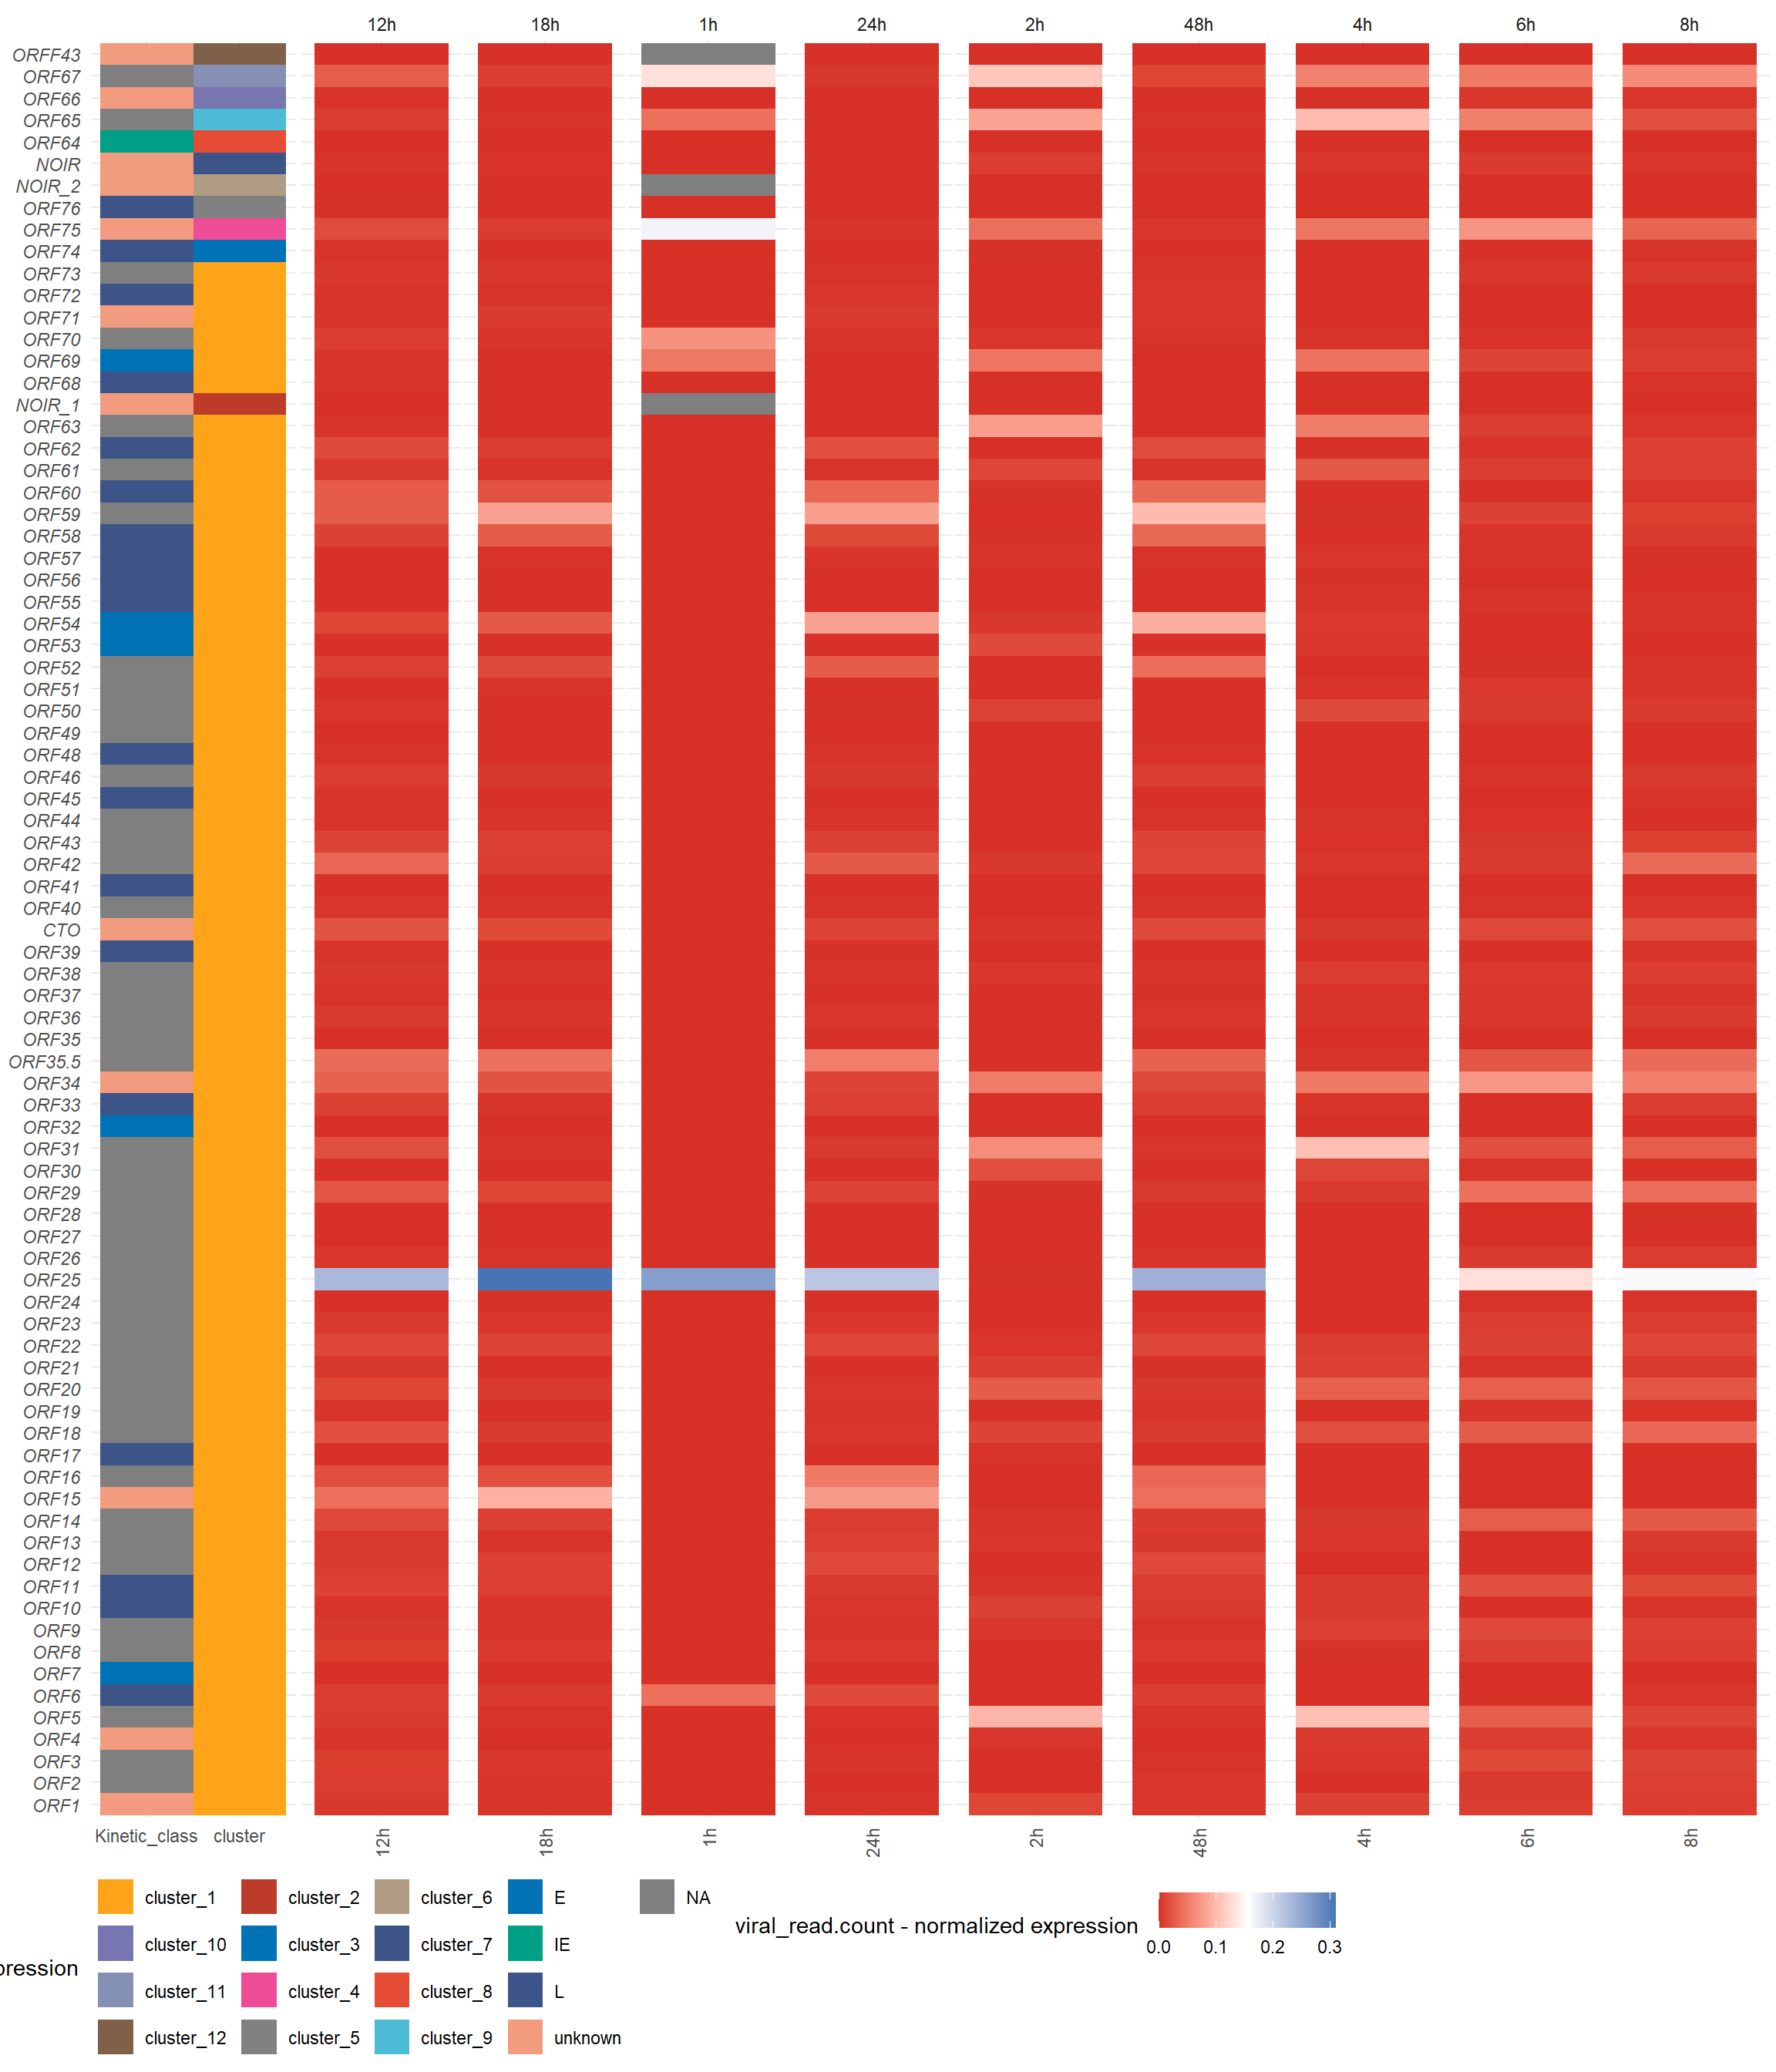 12h 18h 1h 24h 2h 48h 4h 6h 8h
ORFF43
ORF67
ORF66
ORF65
ORF64
NOIR
NOIR_2
ORF76
ORF75
ORF74
ORF73
ORF72
ORF71
ORF70
ORF69
ORF68
NOIR_1
ORF63
ORF62
ORF61
ORF60
ORF59
ORF58
ORF57
ORF56
ORF55
ORF54
ORF53
ORF52
ORF51
ORF50
ORF49
ORF48
ORF46
ORF45
ORF44
ORF43
ORF42
ORF41
ORF40
CTO
ORF39
ORF38
ORF37
ORF36
ORF35
ORF35.5
ORF34
ORF33
ORF32
ORF31
ORF30
ORF29
ORF28
ORF27
ORF26
ORF25
ORF24
ORF23
ORF22
ORF21
ORF20
ORF19
ORF18
ORF17
ORF16
ORF15
ORF14
ORF13
ORF12
ORF11
ORF10
ORF9
ORF8
ORF7
ORF6
ORF5
ORF4
ORF3
ORF2
ORF1
Kinetic_class cluster 12h 18h 1h 24h 2h 48h 4h 6h 8h
cluster_1 cluster_2 cluster_6 E NA
cluster_10 cluster_3 cluster_7 IE
cluster_11 cluster_4 cluster_8 L
cluster_12 cluster_5 cluster_9 unknown
pression
viral_read.count - normalized expression
0.0 0.1 0.2 0.3